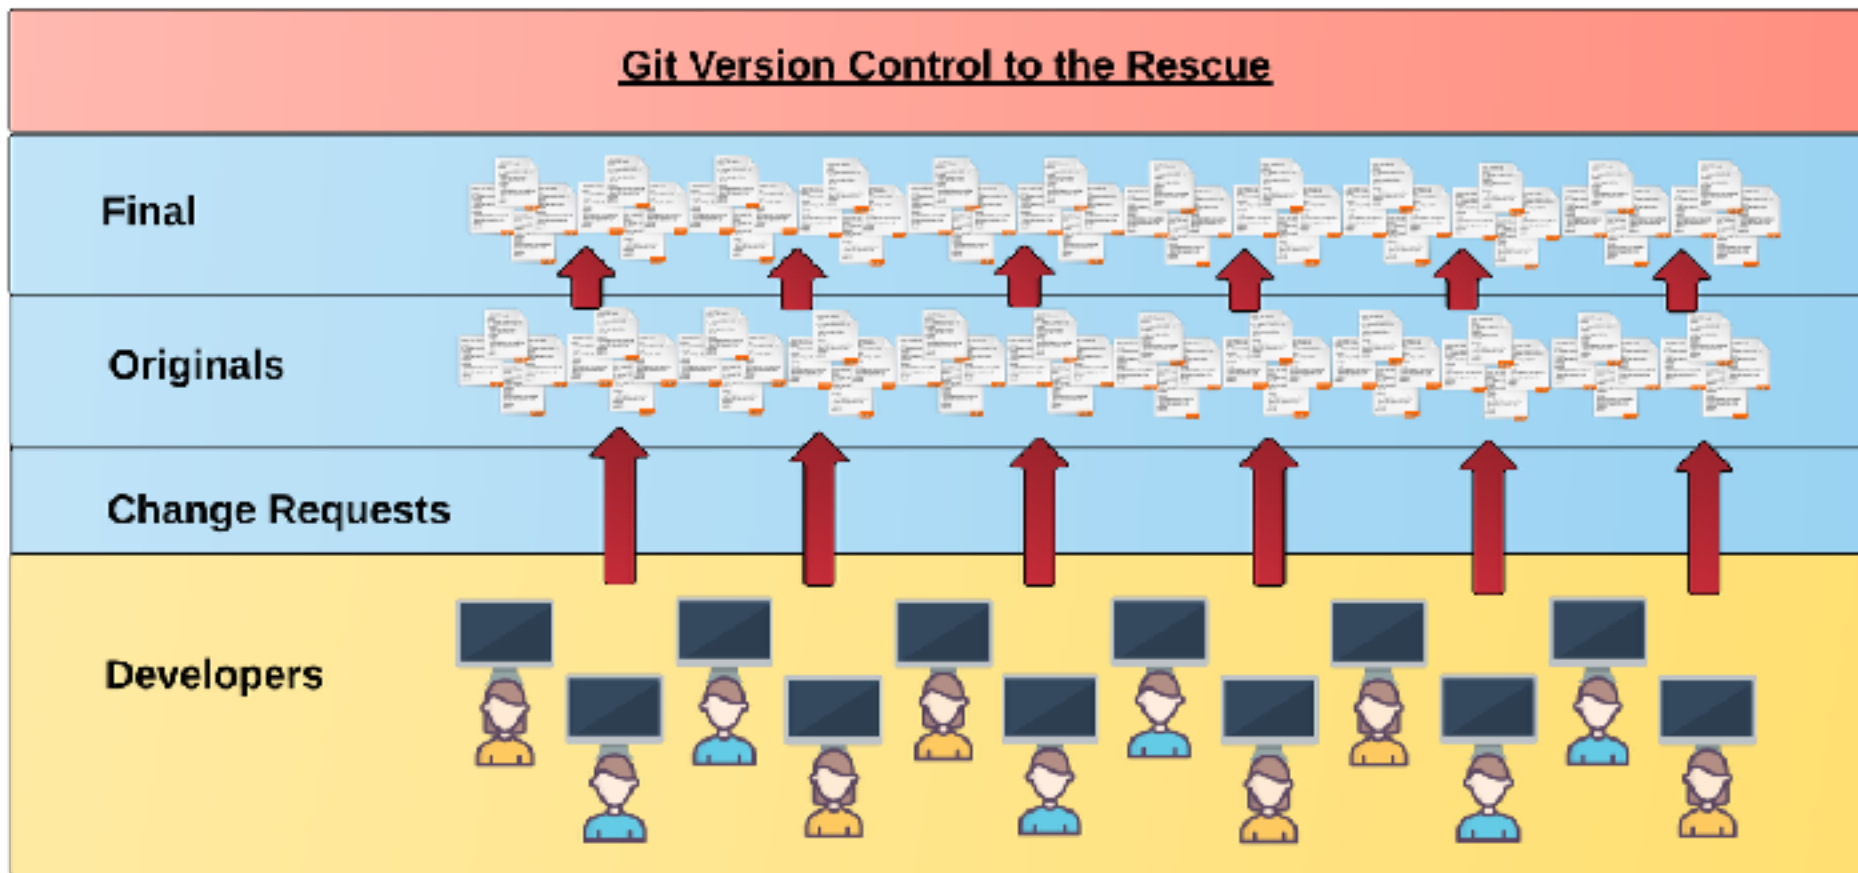 Git Version Control to the Rescue
Final
Originals
Change Requests
Developers